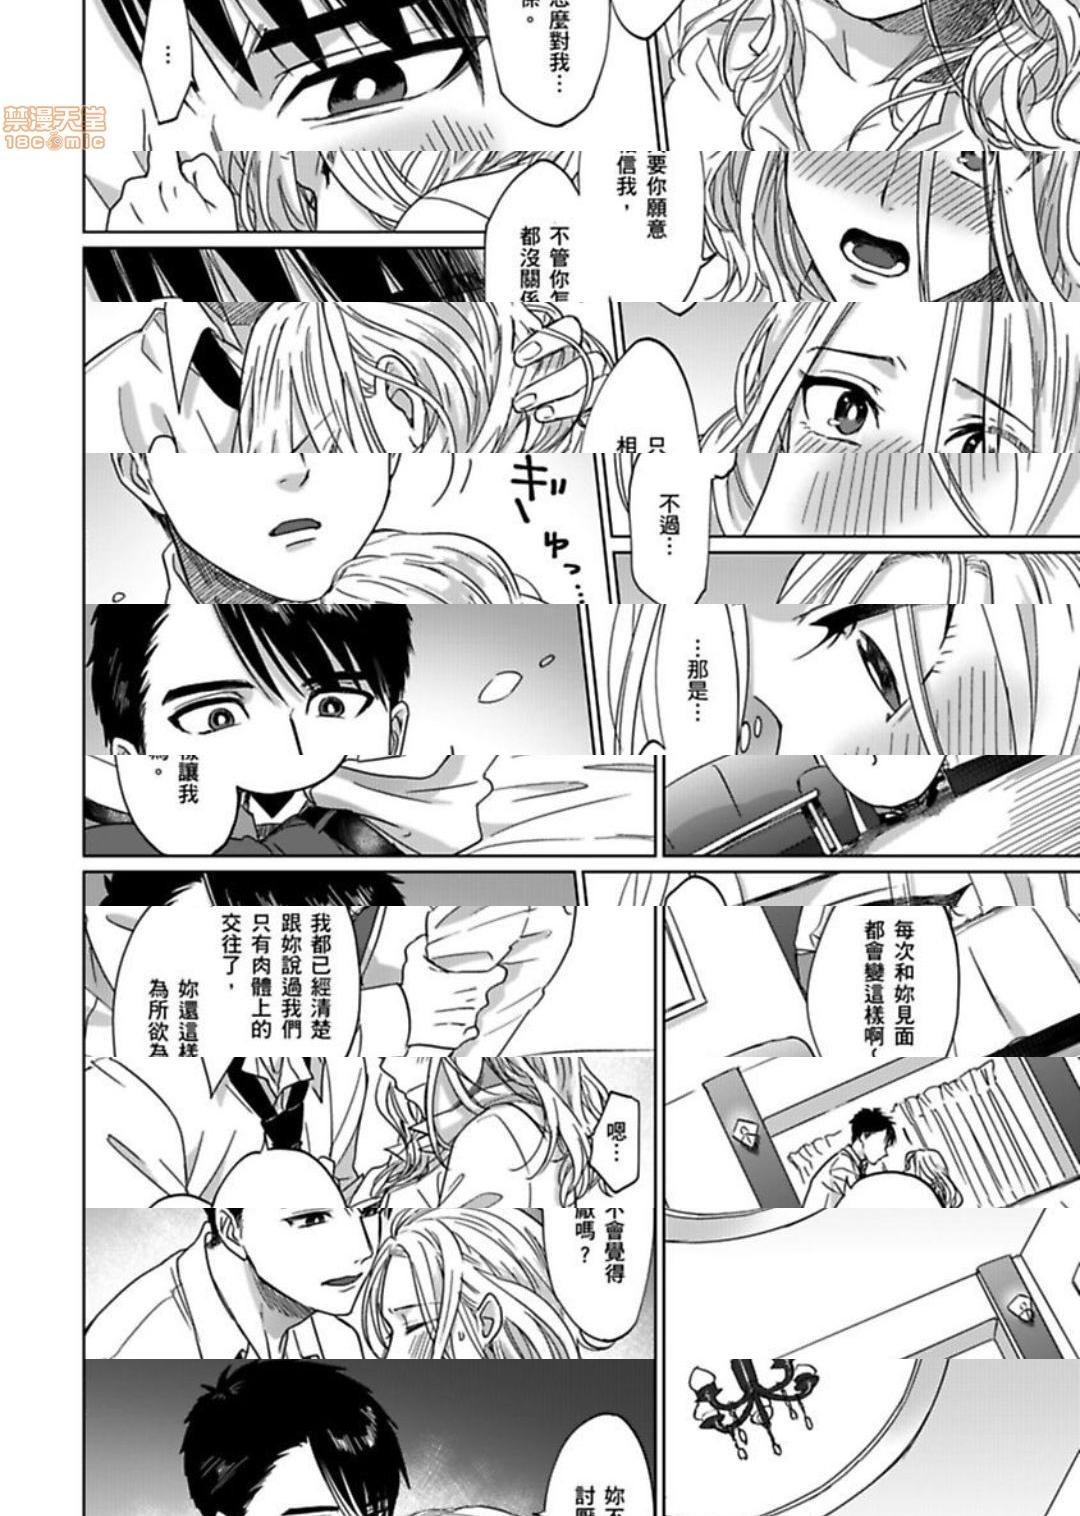 怎麼對我…
係。
…
禁漫天堂
18comic
要你願意
信我，
不管你怎
都沒關係
只
相
不過…
ギゅっ…
…那是…
樣讓我
為。
每次和妳見面
都會變這樣啊~
我都已經清楚
跟妳說過我們
只有肉體上的
交往了，
妳還這樣
為所欲為
嗯…
不會覺得
厭嗎？
妳不
討厭